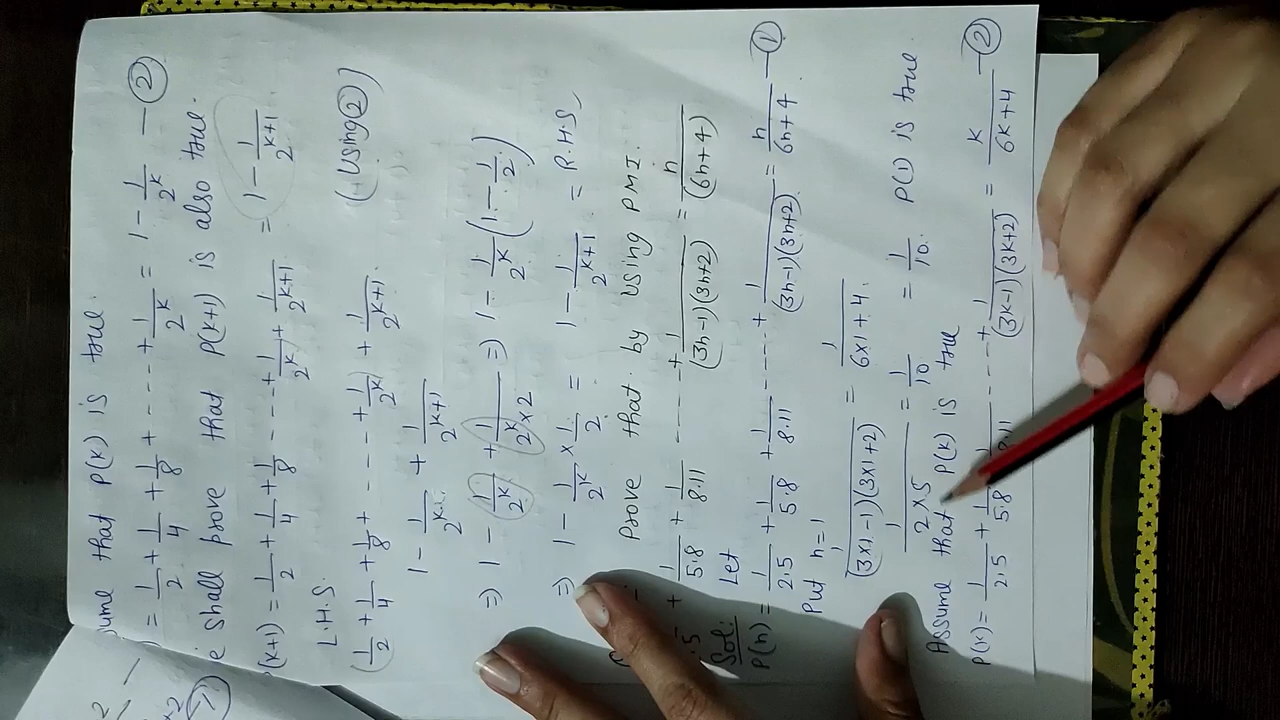 ume that P(k) is true.
) = 1/2 + 1/4 + 1/8 + ---- + 1/2^k = 1 - 1/2^k — ②
e shall prove that P(k+1) is also true.
(k+1) = 1/2 + 1/4 + 1/8 - -- + 1/2^k + 1/2^(k+1) = 1 - 1/2^(k+1)
L.H.S.
(1/2 + 1/4 + 1/8 + - -- + 1/2^k) + 1/2^(k+1) (Using ②)
1 - 1/2^k + 1/2^(k+1)
⇒ 1 - 1/2^k + 1/(2^k × 2) ⇒ 1 - 1/2^k (1 - 1/2)
⇒ 1 - 1/2^k × 1/2 = 1 - 1/2^(k+1) = R.H.S,
prove that by using P M I.
.5 + 1/5.8 + 1/8.11 ------ + 1/((3n-1)(3n+2)) = n/(6n+4)
Sol: Let
P(n) = 1/2.5 + 1/5.8 + 1/8.11 ----- + 1/((3n-1)(3n+2)) = n/(6n+4) — ①
Put n = 1
1/((3×1-1)(3×1+2)) = 1/(6×1+4)
1/(2×5) = 1/10 = 1/10. P(1) is true
Assume that P(k) is true
P(k) = 1/2.5 + 1/5.8 8.11 ---- + 1/((3k-1)(3k+2)) = k/(6k+4) — ②